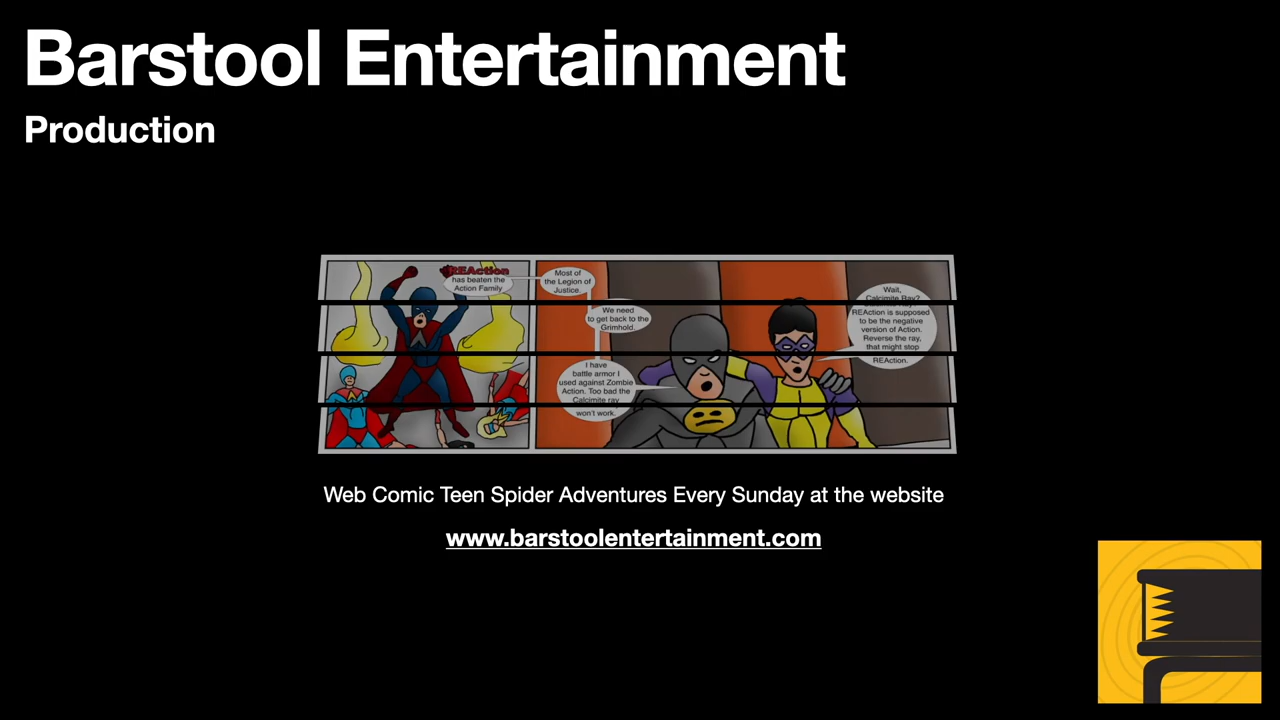 Barstool Entertainment
Production
REAction
has beaten the
Action Family
Most of
the Legion of
Justice.
We need
to get back to the
Grimhold.
I have
battle armor I
used against Zombie
Action. Too bad the
Calcimite ray
won't work.
Wait,
Calcimite Ray?
REAction is supposed
to be the negative
version of Action.
Reverse the ray,
that might stop
REAction.
Web Comic Teen Spider Adventures Every Sunday at the website
www.barstoolentertainment.com